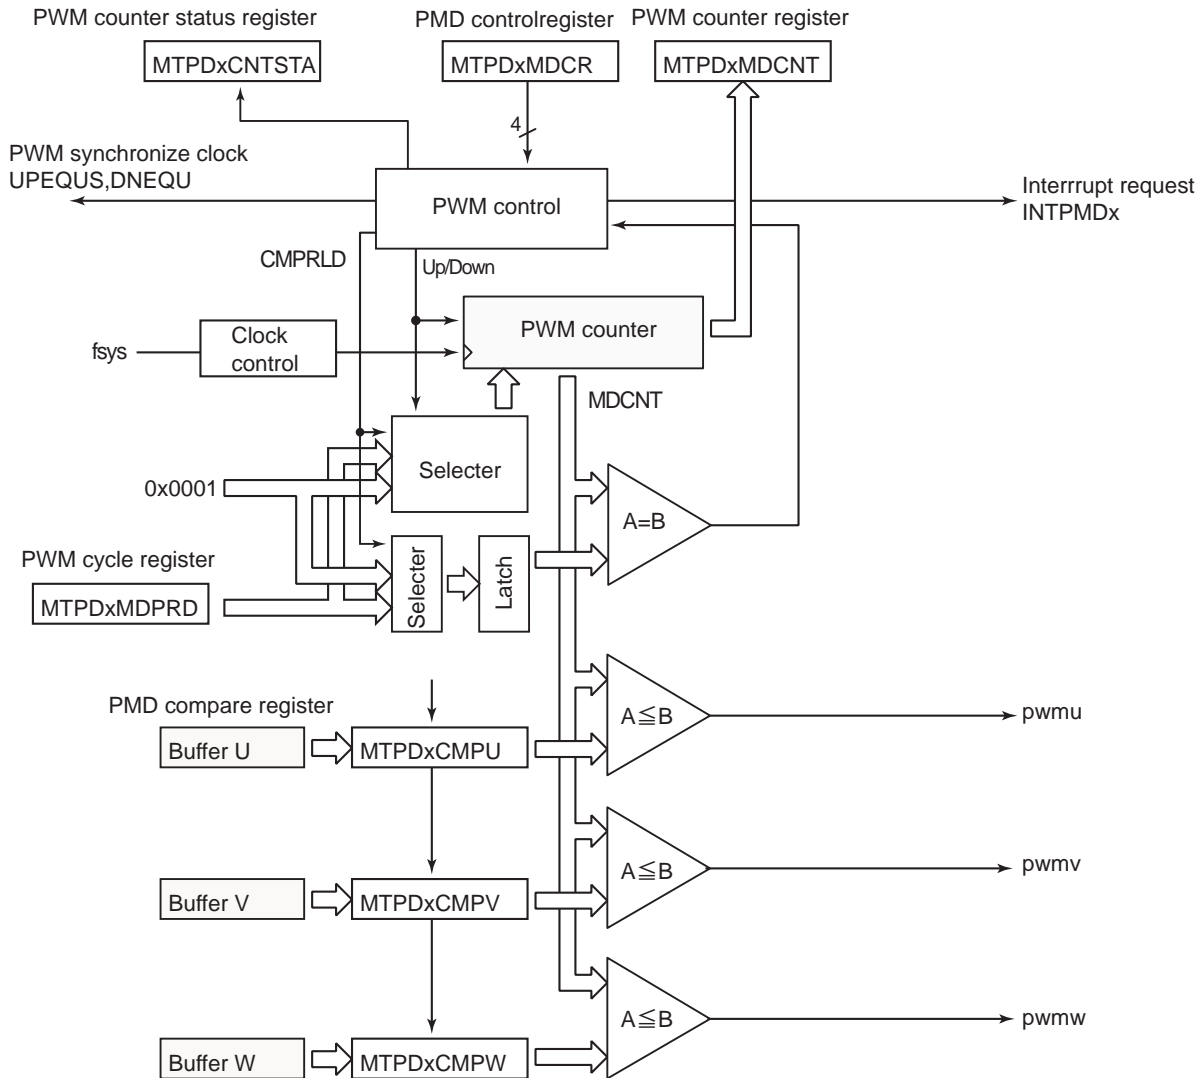 PWM counter status register
PMD controlregister
PWM counter register
MTPDxCNTSTA
MTPDxMDCR
MTPDxMDCNT
4
PWM synchronize clock
UPEQUS,DNEQU
PWM control
Interrrupt request
INTPMDx
CMPRLD
Up/Down
PWM counter
fsys
Clock
control
MDCNT
Selecter
0x0001
A=B
PWM cycle register
MTPDxMDPRD
Selecter
Latch
PMD compare register
Buffer U
MTPDxCMPU
A≦B
pwmu
Buffer V
MTPDxCMPV
A≦B
pwmv
Buffer W
MTPDxCMPW
A≦B
pwmw